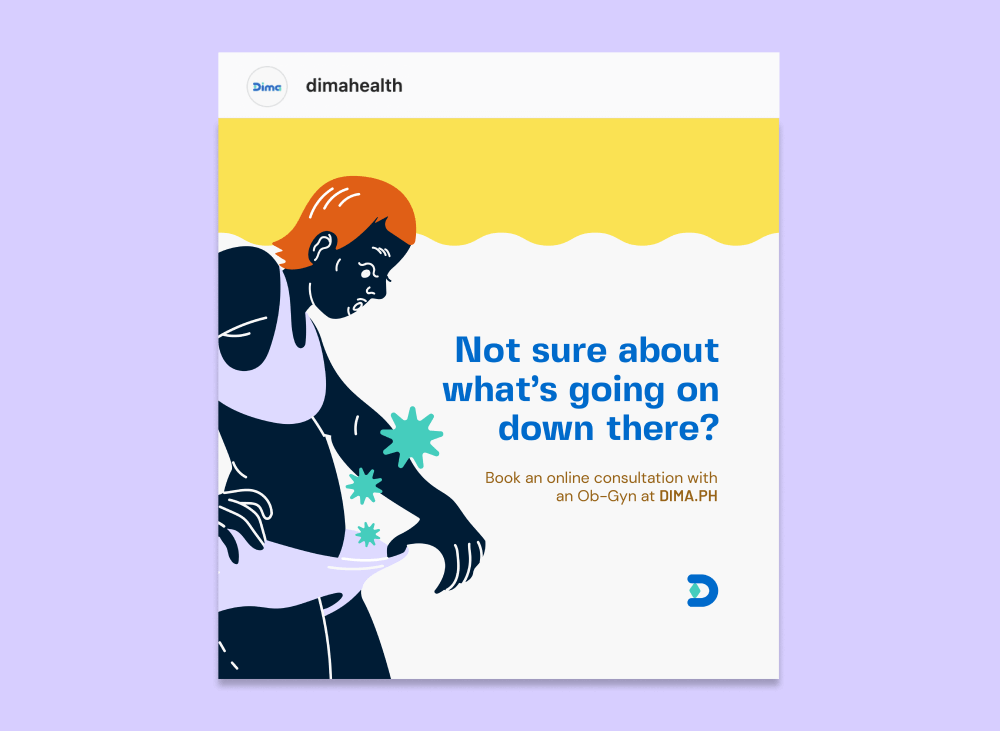 Dima
dimahealth
Not sure about
what’s going on
down there?
Book an online consultation with
an Ob-Gyn at DIMA.PH